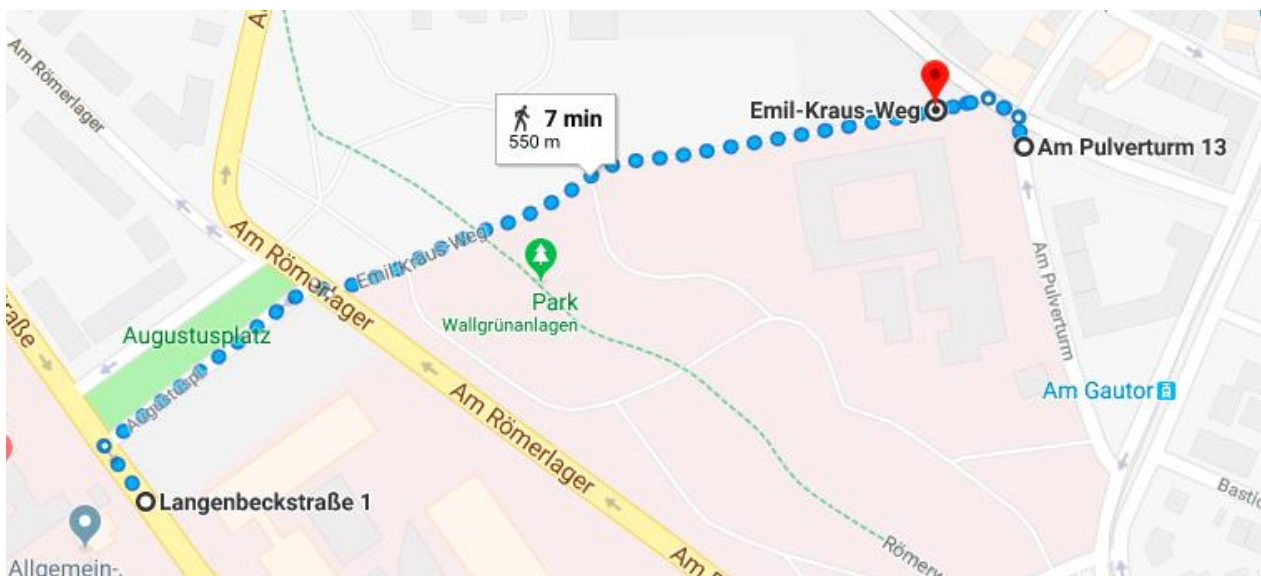 Am Römerlager
7 min
550 m
Emil-Kraus-Weg
Am Pulverturm 13
Am Römerlager
Emil-Kraus-Weg
Park
Wallgrünanlagen
Augustusplatz
Augustuspl.
Am Pulverturm
Am Gautor
Am Römerlager
Langenbeckstraße 1
Allgemein-.